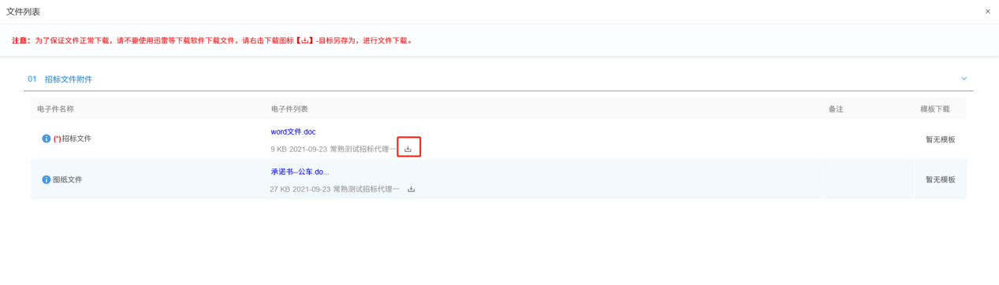 文件列表
×
注意：为了保证文件正常下载，请不要使用迅雷等下载软件下载文件，请右击下载图标【】-目标另存为，进行文件下载。
01 招标文件附件
电子件名称 电子件列表 备注 模板下载
(*)招标文件 word文件.doc 暂无模板
9 KB 2021-09-23 常熟测试招标代理一
图纸文件 承诺书--公车.do... 暂无模板
27 KB 2021-09-23 常熟测试招标代理一